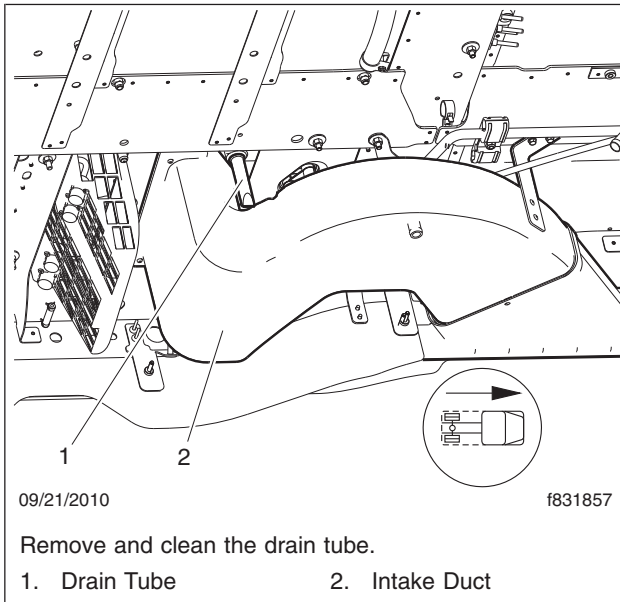 1
2
09/21/2010
f831857
Remove and clean the drain tube.
1. Drain Tube
2. Intake Duct